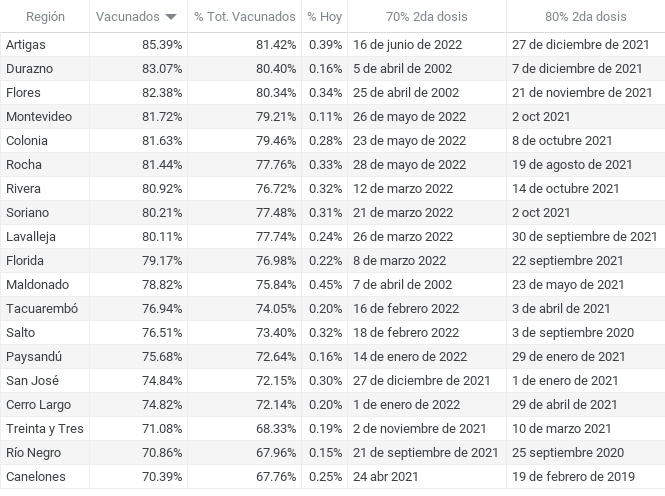 Región Vacunados % Tot. Vacunados % Hoy 70% 2da dosis 80% 2da dosis
Artigas 85.39% 81.42% 0.39% 16 de junio de 2022 27 de diciembre de 2021
Durazno 83.07% 80.40% 0.16% 5 de abril de 2002 7 de diciembre de 2021
Flores 82.38% 80.34% 0.34% 25 de abril de 2002 21 de noviembre de 2021
Montevideo 81.72% 79.21% 0.11% 26 de mayo de 2022 2 oct 2021
Colonia 81.63% 79.46% 0.28% 23 de mayo de 2022 8 de octubre 2021
Rocha 81.44% 77.76% 0.33% 28 de mayo de 2022 19 de agosto de 2021
Rivera 80.92% 76.72% 0.32% 12 de marzo 2022 14 de octubre 2021
Soriano 80.21% 77.48% 0.31% 21 de marzo de 2022 2 oct 2021
Lavalleja 80.11% 77.74% 0.24% 26 de marzo de 2022 30 de septiembre de 2021
Florida 79.17% 76.98% 0.22% 8 de marzo 2022 22 septiembre 2021
Maldonado 78.82% 75.84% 0.45% 7 de abril de 2002 23 de mayo de 2021
Tacuarembó 76.94% 74.05% 0.20% 16 de febrero 2022 3 de abril de 2021
Salto 76.51% 73.40% 0.32% 18 de febrero 2022 3 de septiembre 2020
Paysandú 75.68% 72.64% 0.16% 14 de enero de 2022 29 de enero de 2021
San José 74.84% 72.15% 0.30% 27 de diciembre de 2021 1 de enero de 2021
Cerro Largo 74.82% 72.14% 0.20% 1 de enero de 2022 29 de abril de 2021
Treinta y Tres 71.08% 68.33% 0.19% 2 de noviembre de 2021 10 de marzo de 2021
Río Negro 70.86% 67.96% 0.15% 21 de septiembre de 2021 25 septiembre 2020
Canelones 70.39% 67.76% 0.25% 24 abr 2021 19 de febrero de 2019